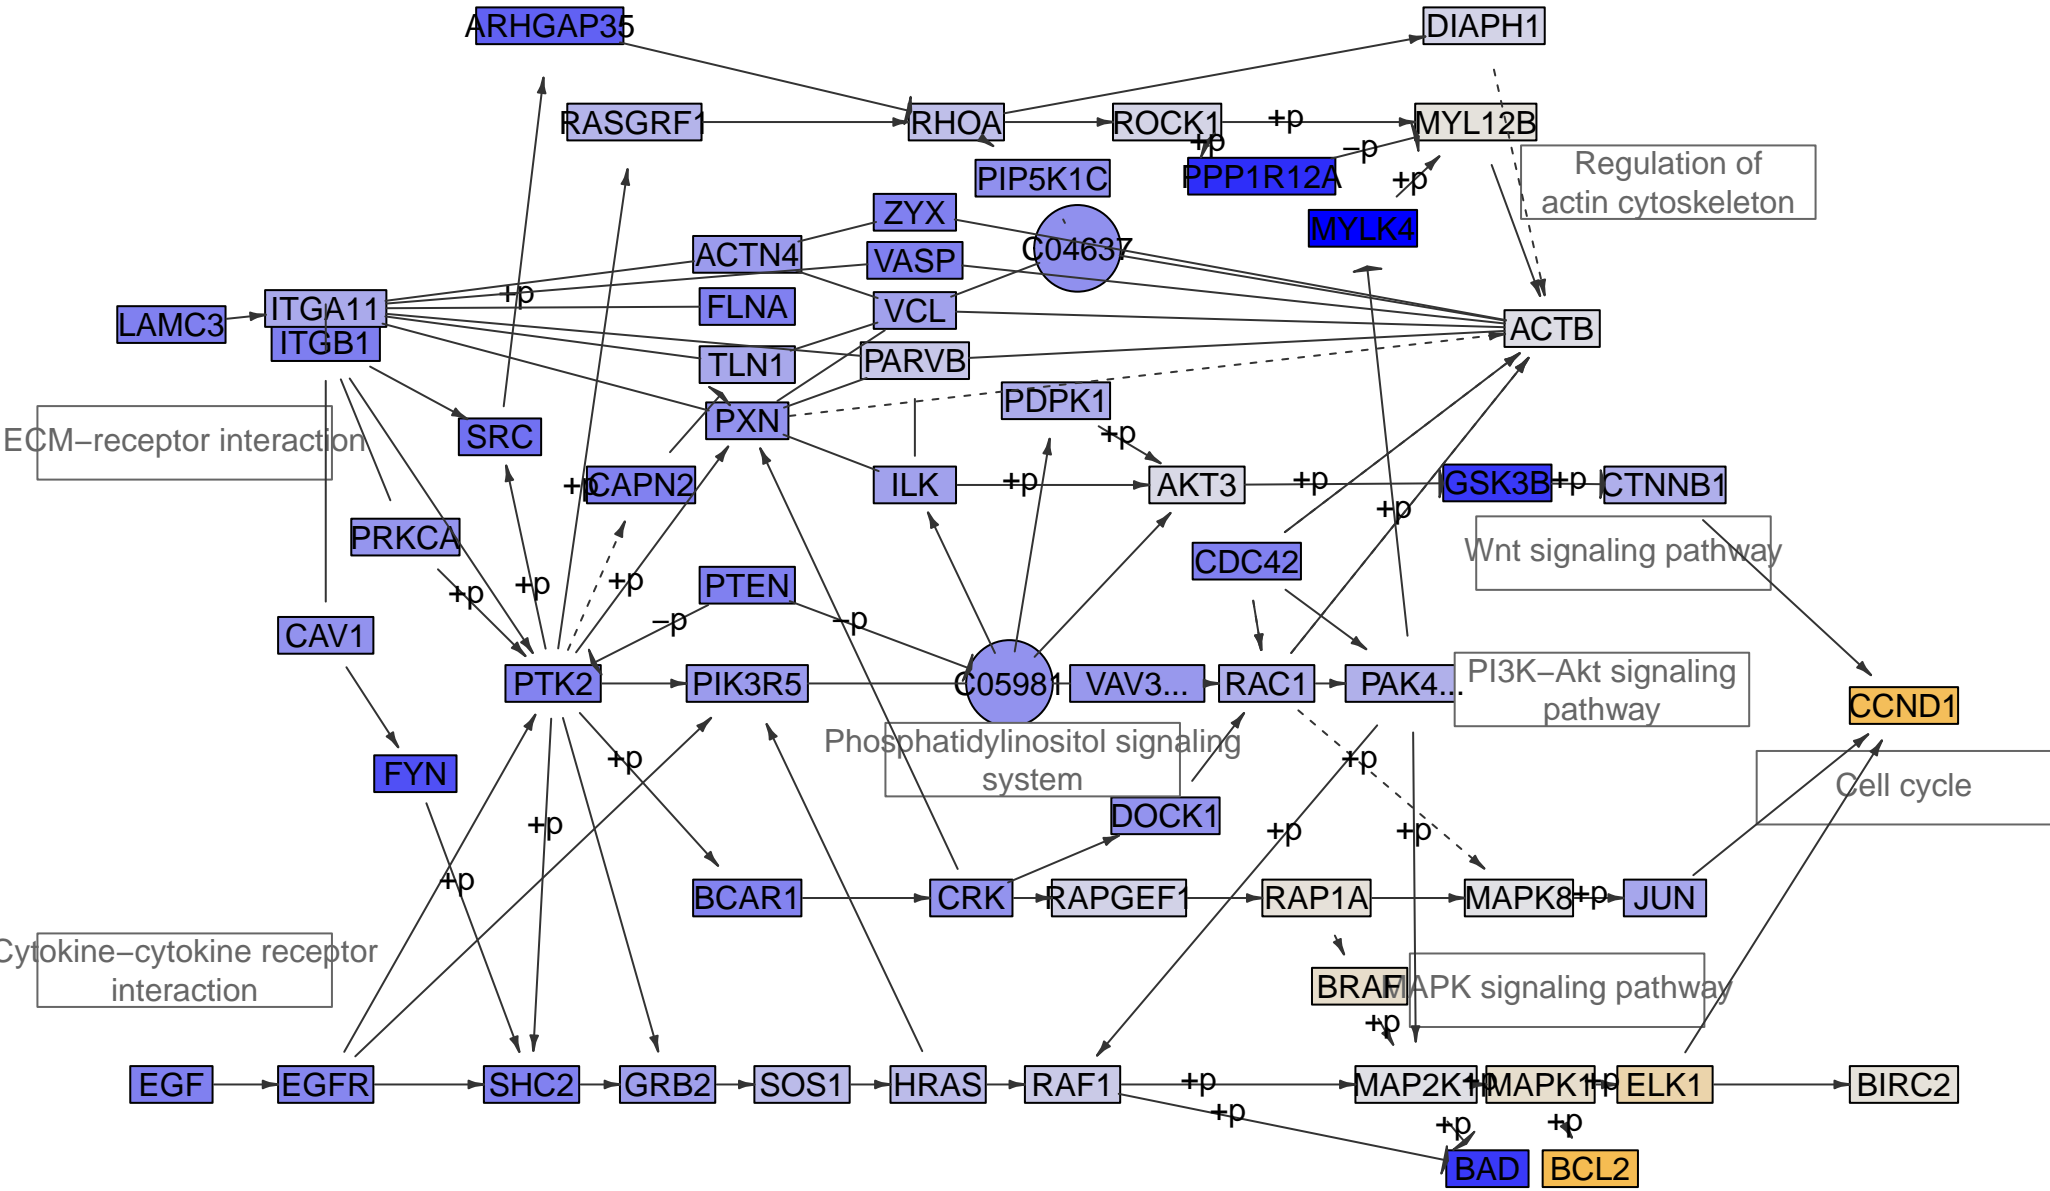 ARHGAP35
DIAPH1
RASGRF1
RHOA
ROCK1
+p
MYL12B
+p
−p
PIP5K1C
PPP1R12A
+p
Regulation of
actin cytoskeleton
ZYX
MYLK4
ACTN4
VASP
C04637
+p
ITGA11
FLNA
VCL
LAMC3
ITGB1
ACTB
TLN1
PARVB
PDPK1
PXN
+p
ECM−receptor interaction
SRC
+p
CAPN2
ILK
+p
AKT3
+p
GSK3B
+p
CTNNB1
+p
PRKCA
Wnt signaling pathway
CDC42
+p
+p
+p
PTEN
−p
−p
CAV1
PTK2
PIK3R5
C05981
VAV3...
RAC1
PAK4...
PI3K−Akt signaling
pathway
CCND1
Phosphatidylinositol signaling
system
+p
+p
FYN
Cell cycle
DOCK1
+p
+p
+p
+p
BCAR1
CRK
RAPGEF1
RAP1A
MAPK8
+p
JUN
Cytokine−cytokine receptor
interaction
BRAF
MAPK signaling pathway
+p
EGF
EGFR
SHC2
GRB2
SOS1
HRAS
RAF1
+p
MAP2K1
+p
MAPK1
+p
ELK1
BIRC2
+p
+p
+p
BAD
BCL2